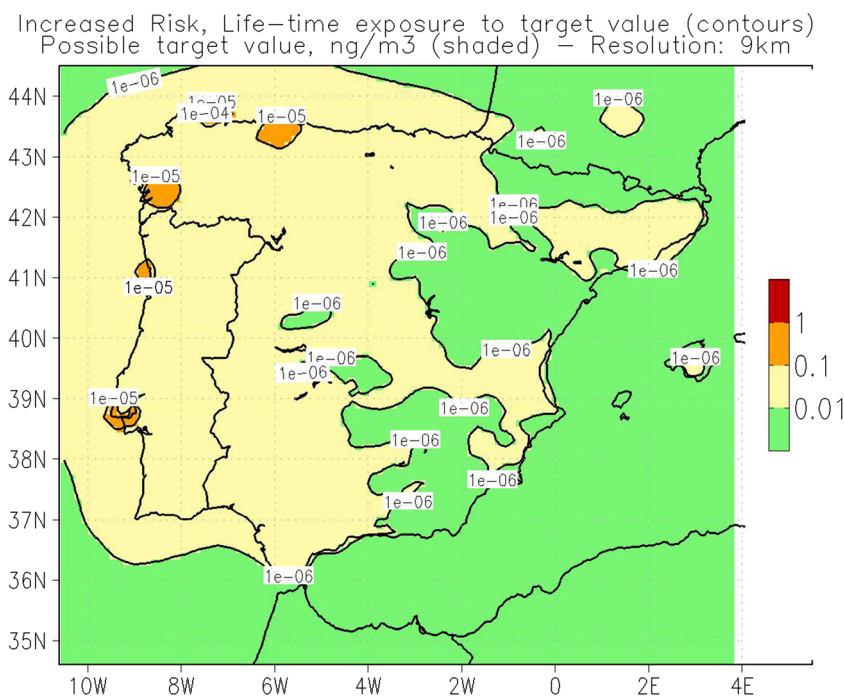 Increased Risk, Life-time exposure to target value (contours)
Possible target value, ng/m3 (shaded) - Resolution: 9km
44N
43N
42N
41N
40N
39N
38N
37N
36N
35N
1e-06
1e-05
1e-04
1e-05
1e-06
1e-06
1e-05
1e-06
1e-06
1e-06
1e-06
1e-06
1e-05
1e-06
1e-06
1e-06
1e-06
1e-06
1e-05
1e-06
1e-06
1e-06
1e-06
1e-06
1
0.1
0.01
10W 8W 6W 4W 2W 0 2E 4E